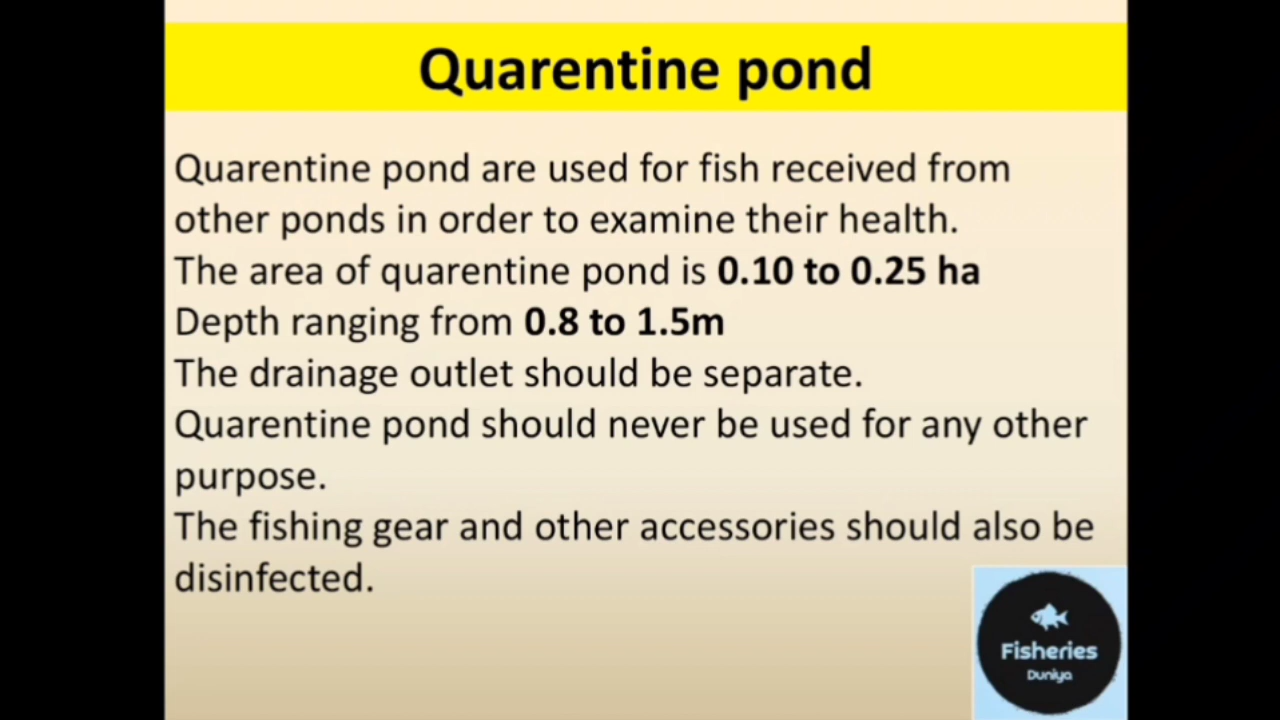 Quarentine pond
Quarentine pond are used for fish received from
other ponds in order to examine their health.
The area of quarentine pond is 0.10 to 0.25 ha
Depth ranging from 0.8 to 1.5m
The drainage outlet should be separate.
Quarentine pond should never be used for any other
purpose.
The fishing gear and other accessories should also be
disinfected.
Fisheries
Duniya